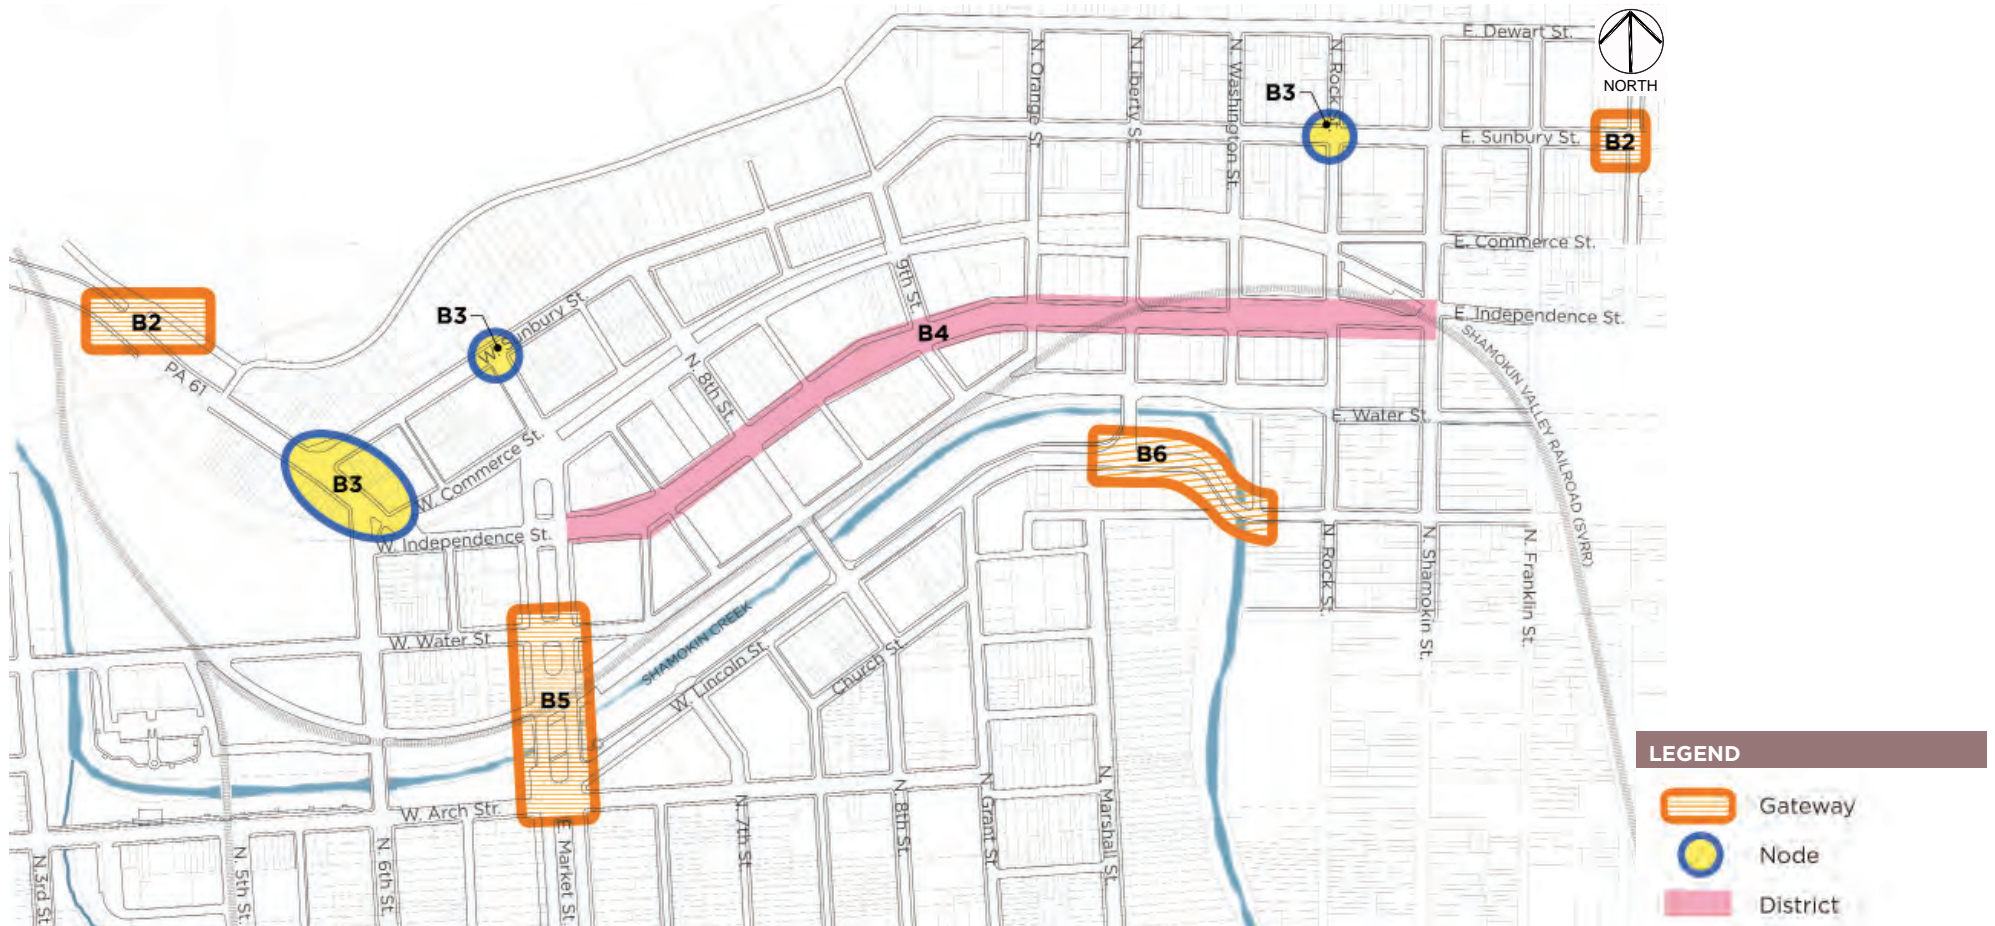 E. Dewart St.
NORTH
N. Orange St
N. Liberty S
N. Washington St.
N. Rock
B3
E. Sunbury St.
B2
E. Commerce St.
9th St.
B2
B3
W. Sunbury St.
B4
E. Independence St.
SHAMOKIN VALLEY RAILROAD (SVRR)
PA 61
N. 8th St.
E. Water St.
B3
W. Commerce St.
B6
W. Independence St.
N. Rock St.
N. Shamokin St.
N. Franklin St.
W. Water St.
SHAMOKIN CREEK
W. Lincoln St.
Church St.
B5
LEGEND
Gateway
Node
District
W. Arch Str.
N. 3rd St
N. 5th St.
N. 6th St.
E. Market St.
N. 7th St
N. 8th St.
N. Grant St
N. Marshall St.